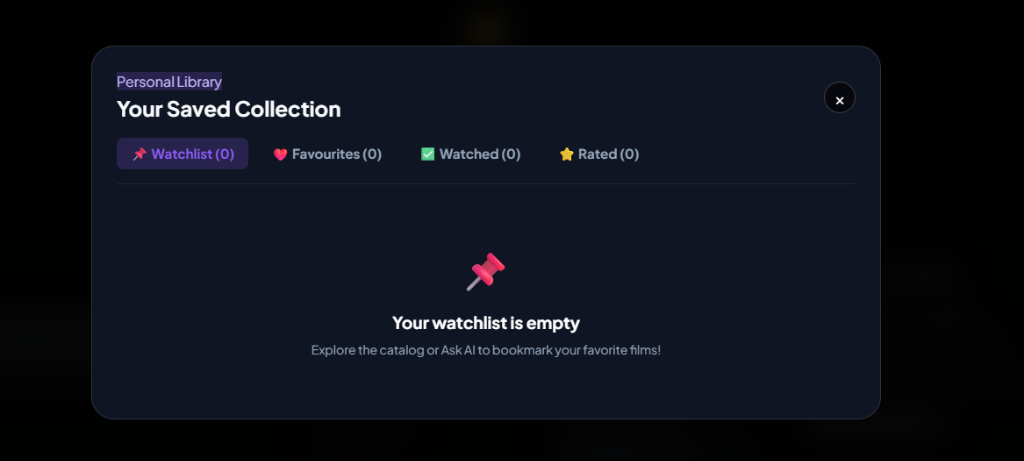 Personal Library
Your Saved Collection
×
📌 Watchlist (0)
❤️ Favourites (0)
✅ Watched (0)
⭐ Rated (0)
Your watchlist is empty
Explore the catalog or Ask AI to bookmark your favorite films!